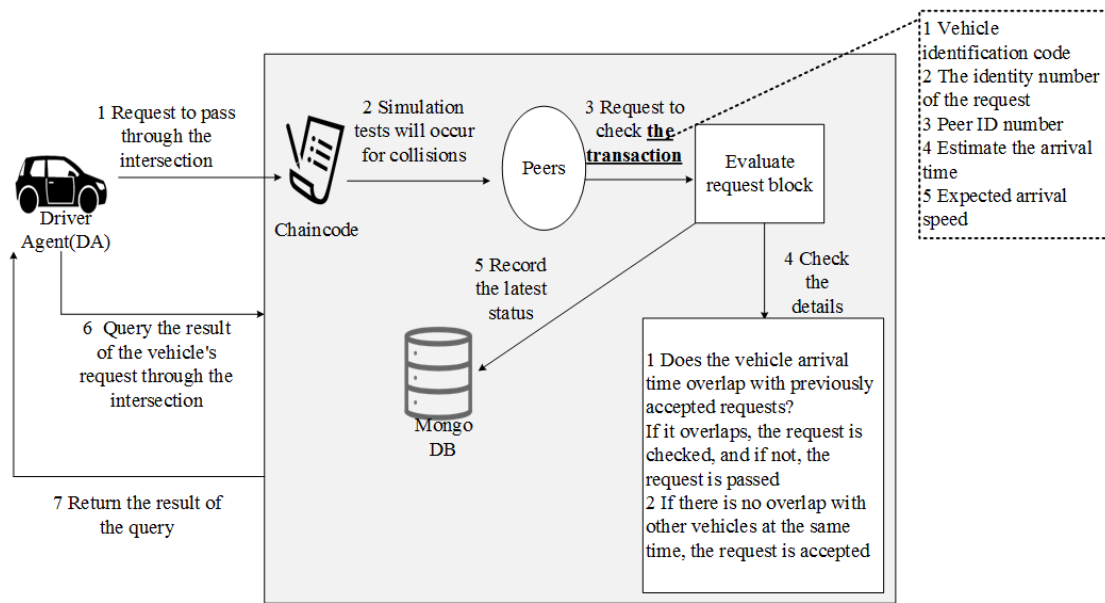 1 Request to pass
through the
intersection
Driver
Agent(DA)
2 Simulation
tests will occur
for collisions
Chaincode
Peers
3 Request to
check the
transaction
Evaluate
request block
1 Vehicle
identification code
2 The identity number
of the request
3 Peer ID number
4 Estimate the arrival
time
5 Expected arrival
speed
4 Check
the
details
1 Does the vehicle arrival
time overlap with previously
accepted requests?
If it overlaps, the request is
checked, and if not, the
request is passed
2 If there is no overlap with
other vehicles at the same
time, the request is accepted
5 Record
the latest
status
Mongo
DB
6 Query the result
of the vehicle's
request through the
intersection
7 Return the result of
the query